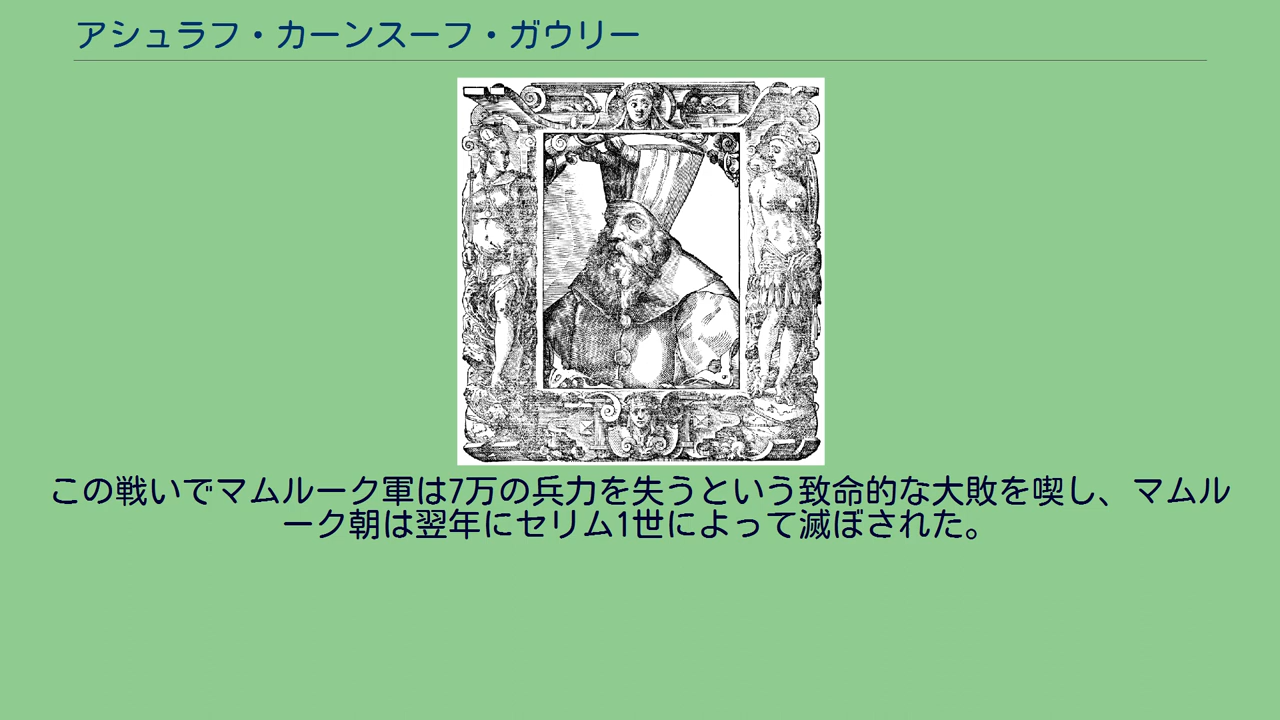 アシュラフ・カーンスーフ・ガウリー
この戦いでマムルーク軍は7万の兵力を失うという致命的な大敗を喫し、マムル
ーク朝は翌年にセリム1世によって滅ぼされた。